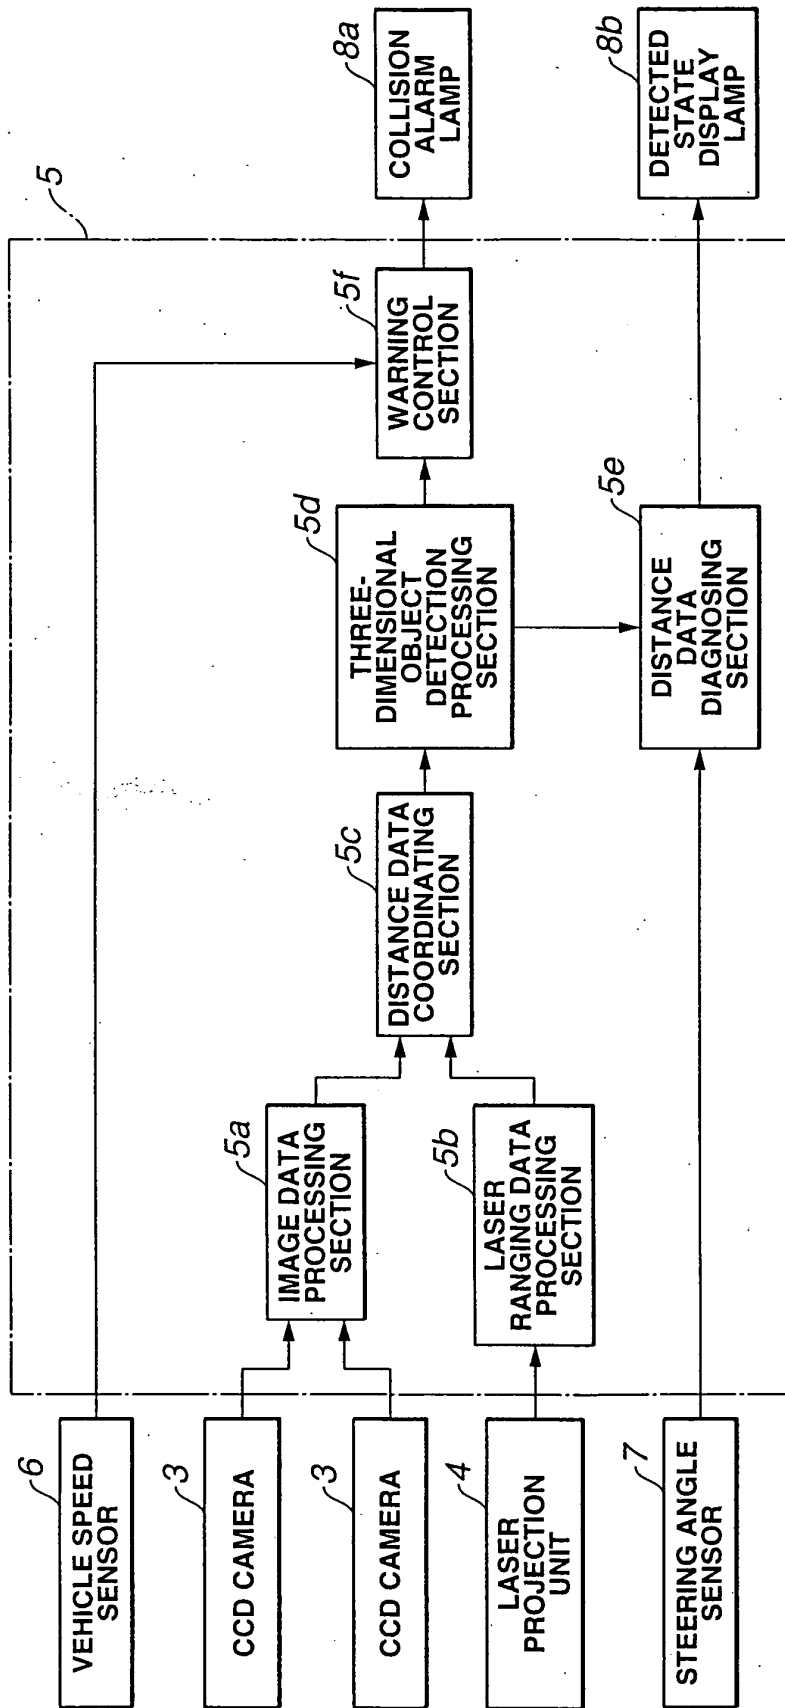 5
6
VEHICLE SPEED
SENSOR
3
CCD CAMERA
3
CCD CAMERA
4
LASER
PROJECTION
UNIT
7
STEERING ANGLE
SENSOR
5a
IMAGE DATA
PROCESSING
SECTION
5b
LASER
RANGING DATA
PROCESSING
SECTION
5c
DISTANCE DATA
COORDINATING
SECTION
5d
THREE-
DIMENSIONAL
OBJECT
DETECTION
PROCESSING
SECTION
5e
DISTANCE
DATA
DIAGNOSING
SECTION
5f
WARNING
CONTROL
SECTION
8a
COLLISION
ALARM
LAMP
8b
DETECTED
STATE
DISPLAY
LAMP